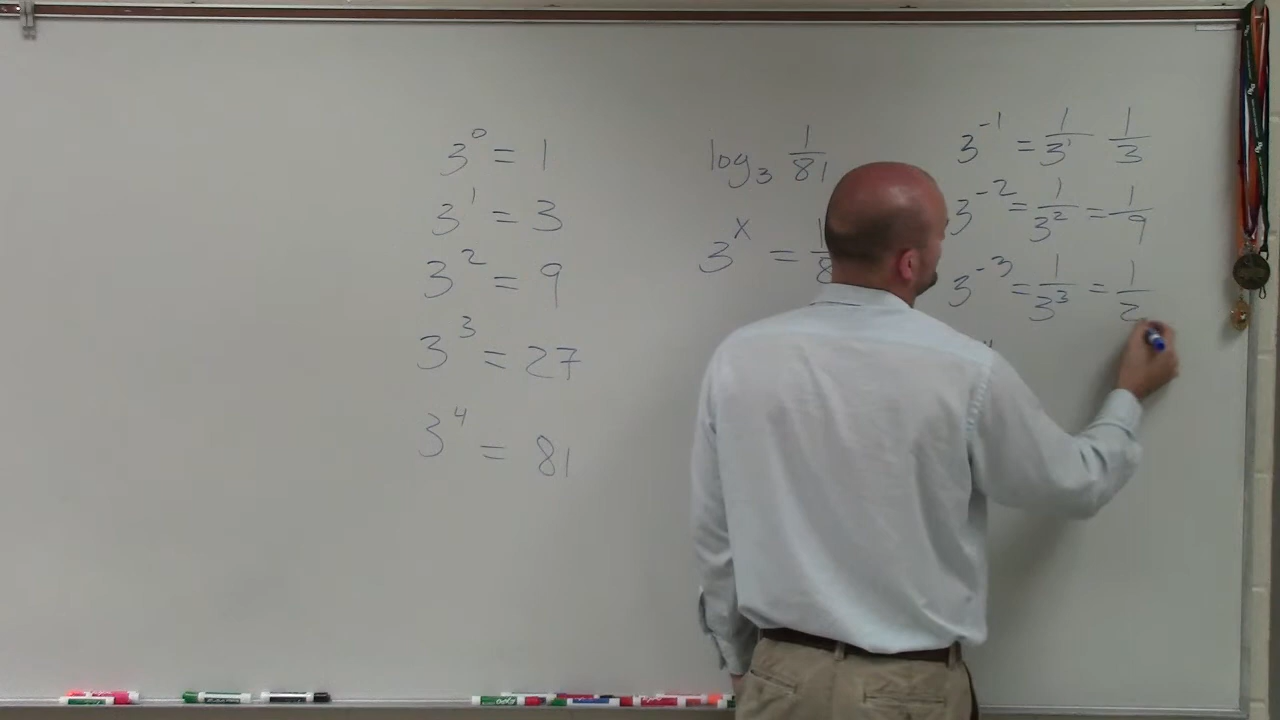 3⁰ = 1
3¹ = 3
3² = 9
3³ = 27
3⁴ = 81
log₃ 1/81
3ˣ = 1/8
3⁻¹ = 1/3¹ 1/3
3⁻² = 1/3² = 1/9
3⁻³ = 1/3³ = 1/2